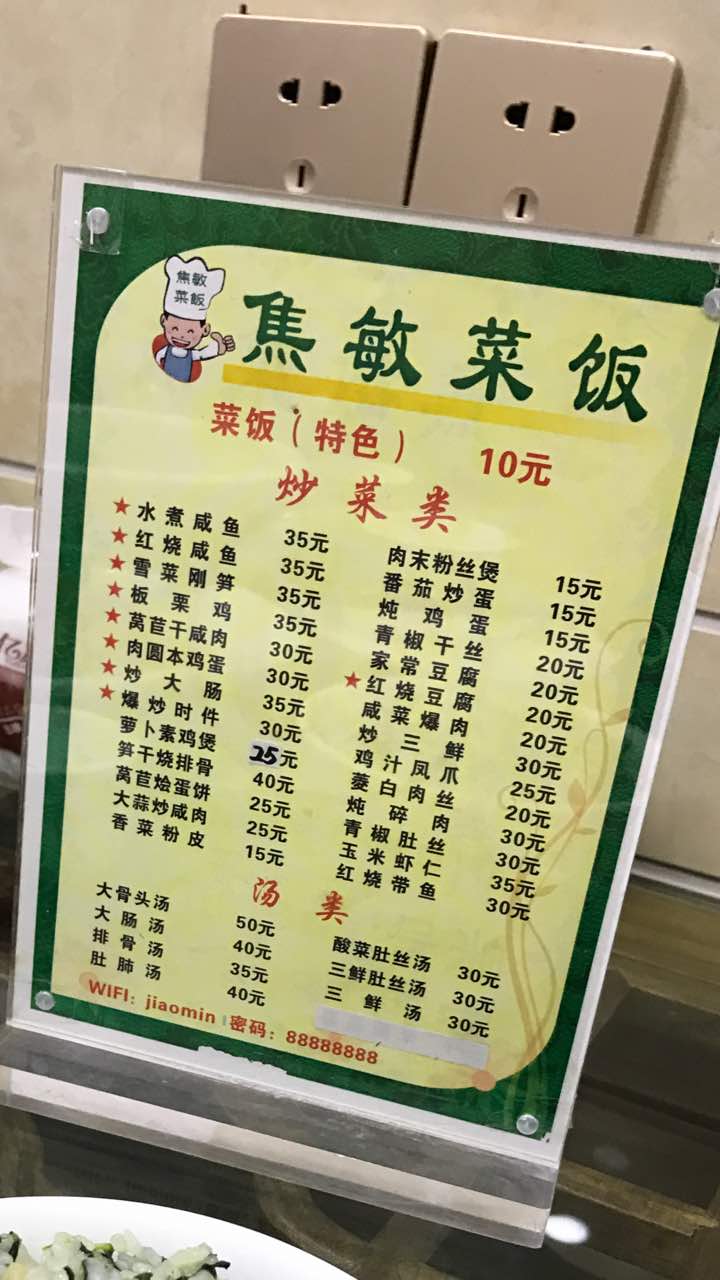 焦敏
菜饭
焦敏菜饭
菜饭（特色） 10元
炒菜类
★水煮咸鱼 35元
★红烧咸鱼 35元
★雪菜刚笋 35元
★板栗鸡 35元
★莴苣干咸肉 30元
★肉圆本鸡蛋 30元
★炒大肠 35元
★爆炒时件 30元
萝卜素鸡煲 25元
笋干烧排骨 40元
莴苣烩蛋饼 25元
大蒜炒咸肉 25元
香菜粉皮 15元
肉末粉丝煲 15元
番茄炒蛋 15元
炖鸡蛋 15元
青椒干丝 20元
家常豆腐 20元
★红烧豆腐 20元
咸菜爆肉 20元
炒三鲜 30元
鸡汁凤爪 25元
菱白肉丝 20元
炖碎肉 30元
青椒肚丝 30元
玉米虾仁 35元
红烧带鱼 30元
汤类
大骨头汤 50元
大肠汤 40元
排骨汤 35元
肚肺汤 40元
酸菜肚丝汤 30元
三鲜肚丝汤 30元
三鲜汤 30元
WIFI：jiaomin 密码：88888888